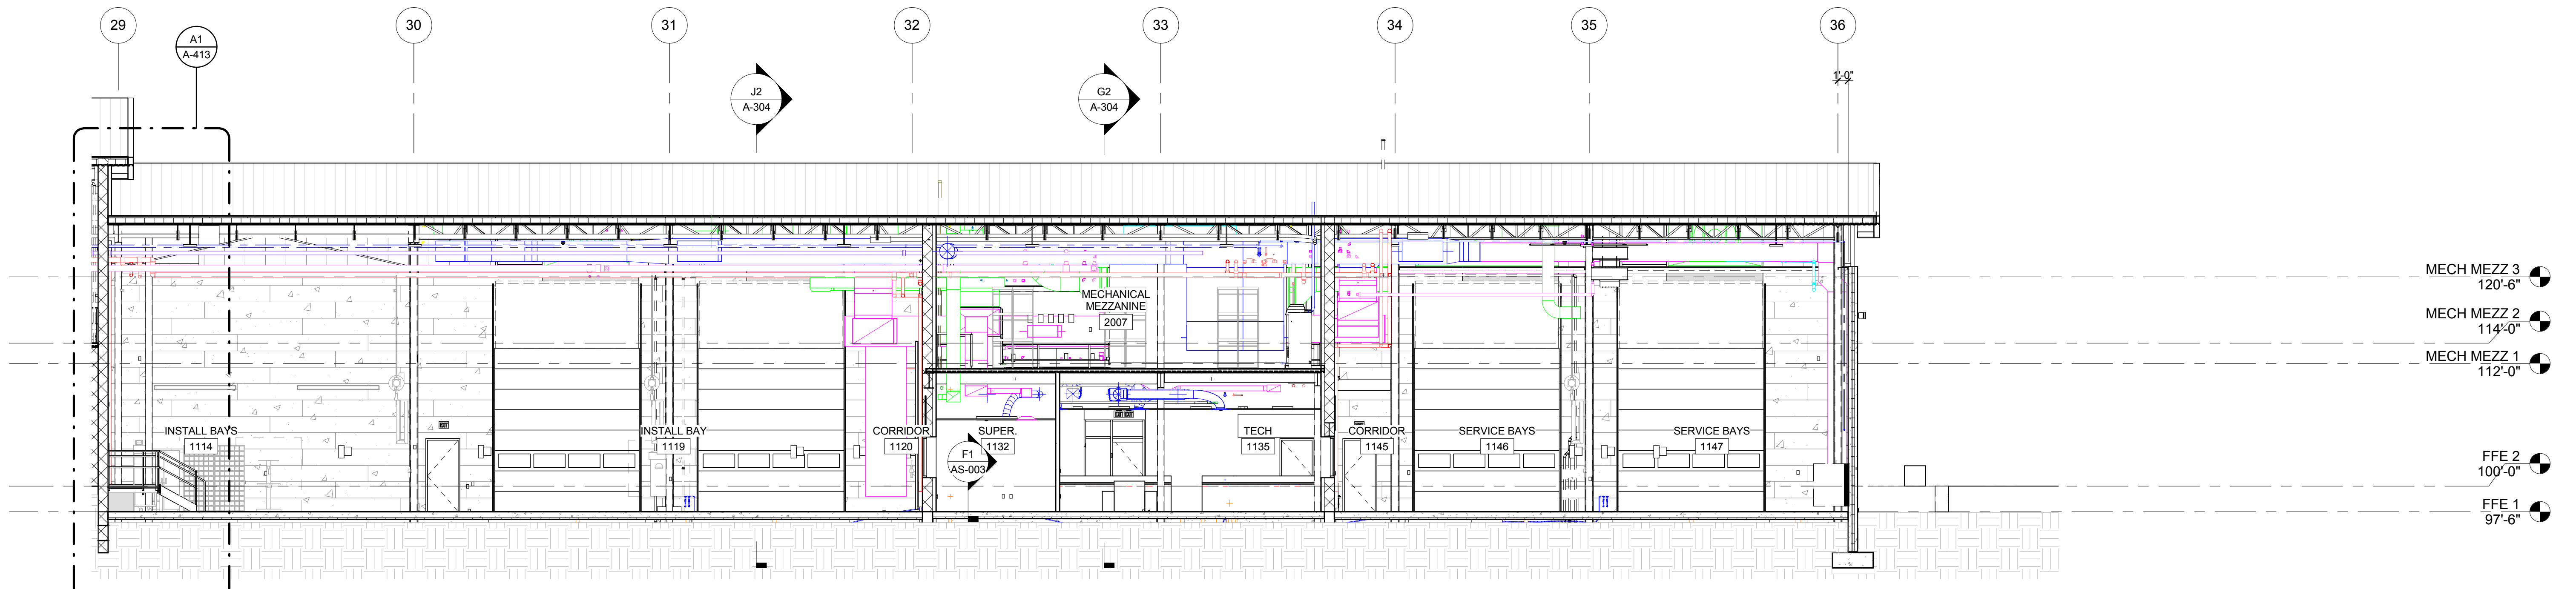 29
30
31
32
33
34
35
36
A1
A-413
J2
A-304
G2
A-304
1'-0"
MECH MEZZ 3
120'-6"
MECHANICAL
MEZZANINE
2007
MECH MEZZ 2
114'-0"
MECH MEZZ 1
112'-0"
EXIT
EXIT EXIT
INSTALL BAYS
1114
INSTALL BAY
1119
CORRIDOR
1120
SUPER.
1132
TECH
1135
CORRIDOR
1145
SERVICE BAYS
1146
SERVICE BAYS
1147
F1
AS-003
FFE 2
100'-0"
FFE 1
97'-6"